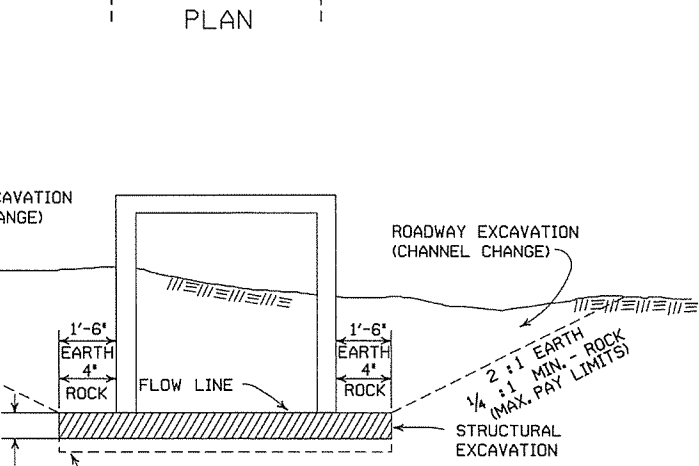 PLAN
CAVATION
ANGE)
ROADWAY EXCAVATION
(CHANNEL CHANGE)
1'-6"
EARTH
4"
ROCK
1'-6"
EARTH
4"
ROCK
FLOW LINE
2 :1 EARTH
1/4 :1 MIN.- ROCK
(MAX. PAY LIMITS)
STRUCTURAL
EXCAVATION